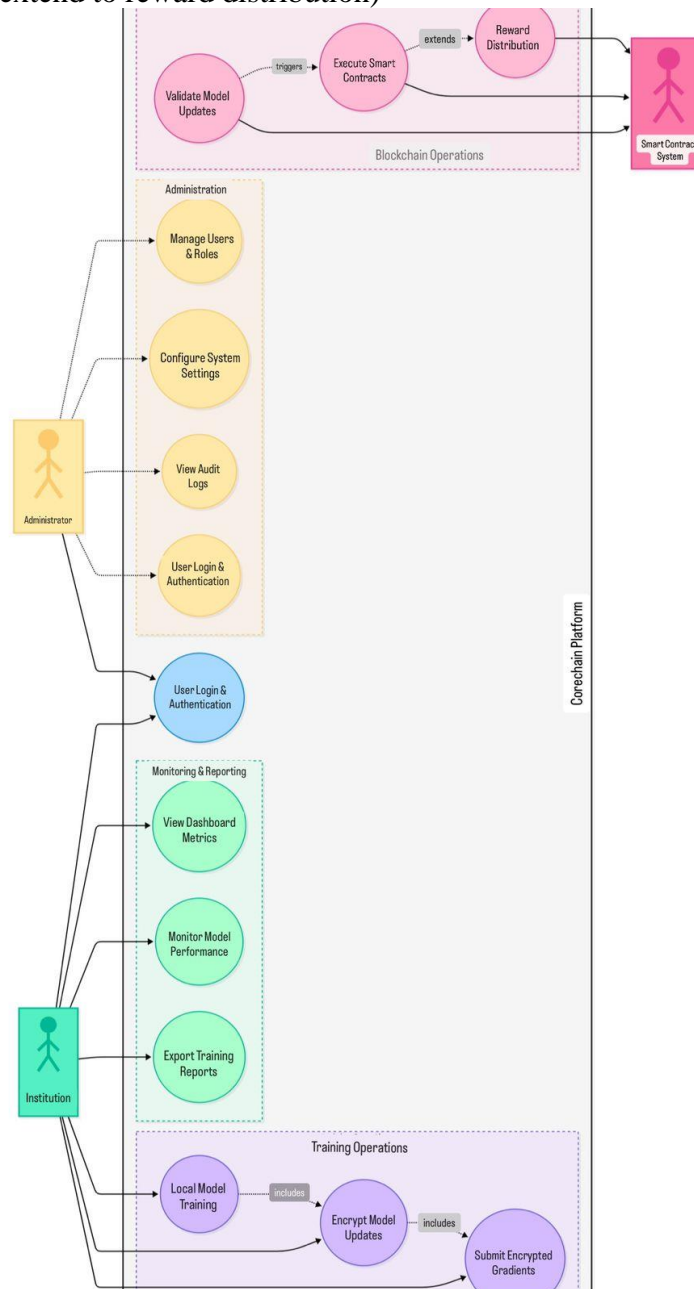 extend to reward distribution)
extends
Reward
Distribution
triggers
Execute Smart
Contracts
Validate Model
Updates
Smart Contrac
System
Blockchain Operations
Administration
Manage Users
& Roles
Configure System
Settings
View Audit
Logs
Administrator
User Login &
Authentication
Corechain Platform
User Login &
Authentication
Monitoring & Reporting
View Dashboard
Metrics
Monitor Model
Performance
Export Training
Reports
Institution
Training Operations
Local Model
Training
includes
Encrypt Model
Updates
includes
Submit Encrypted
Gradients